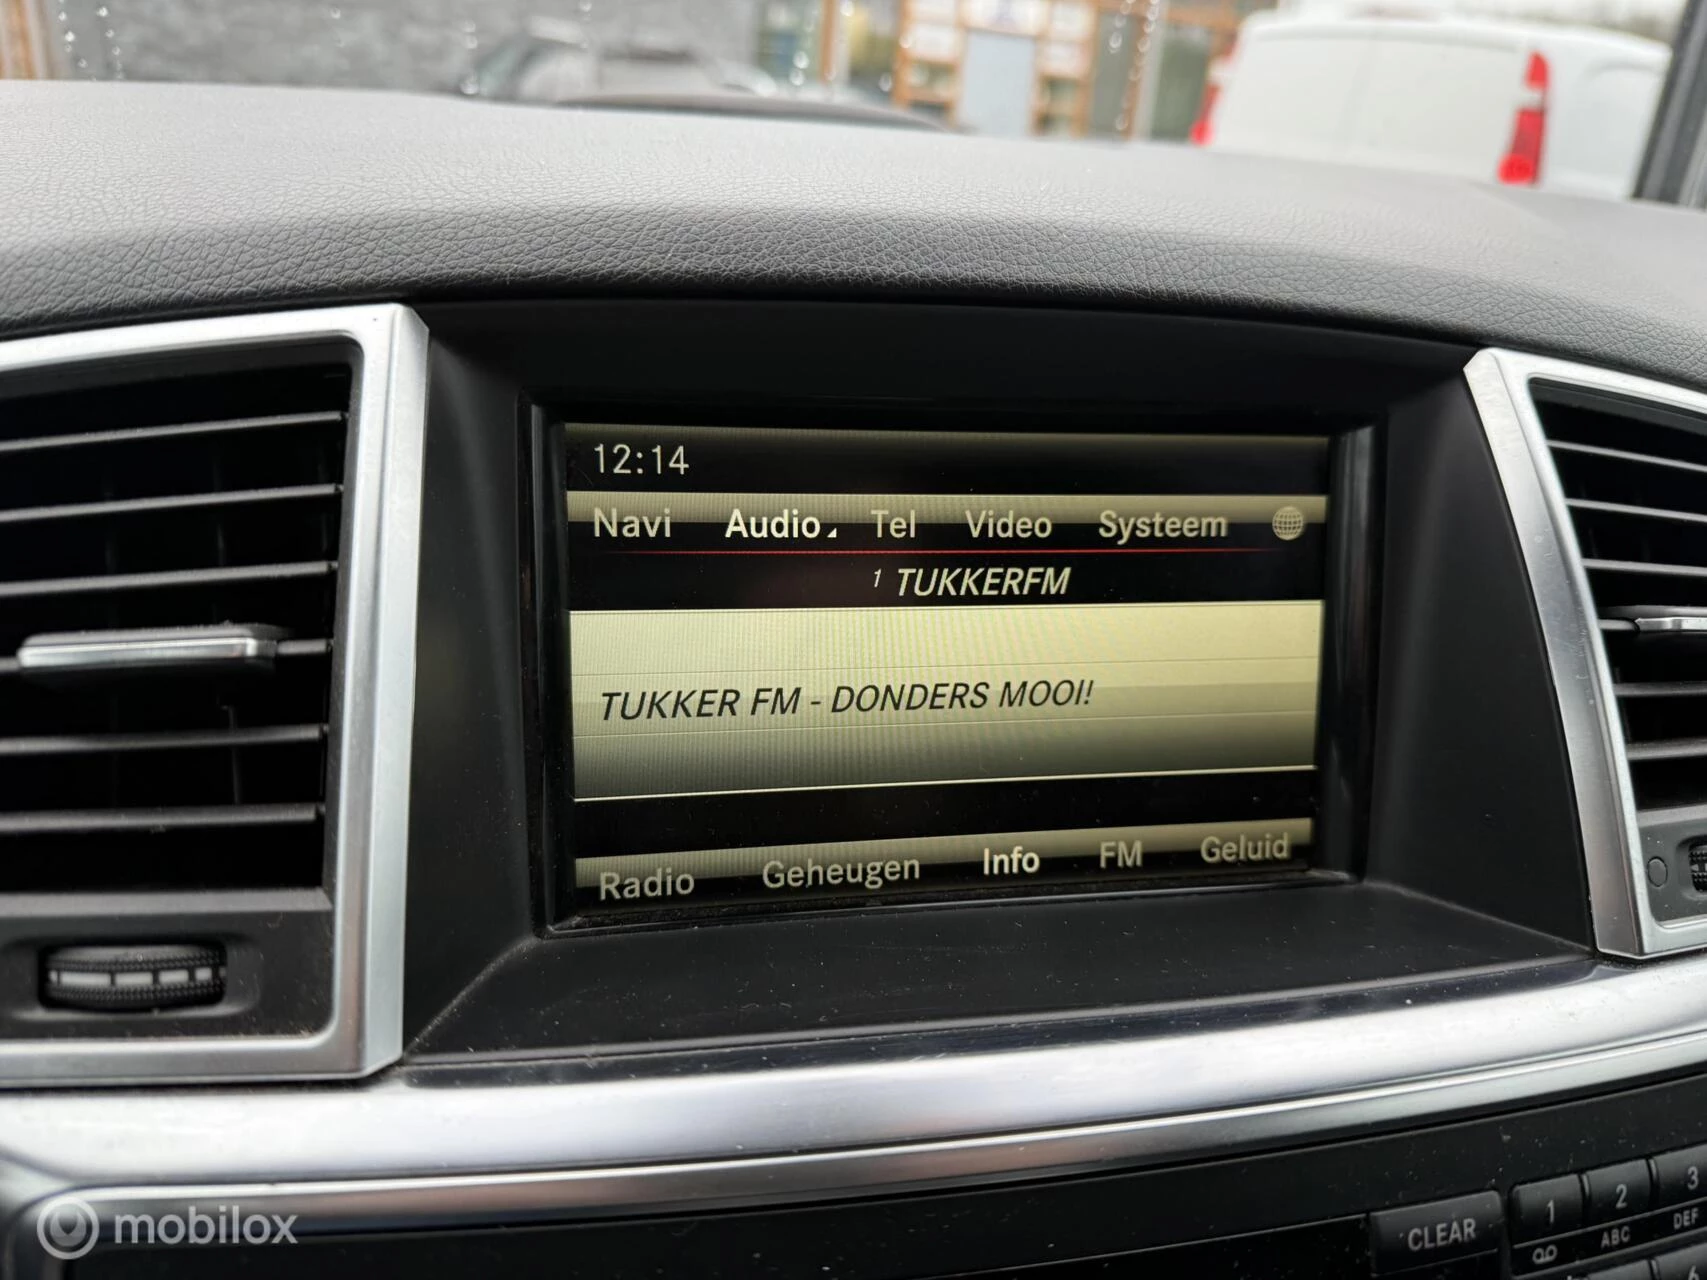 12:14
Navi Audio Tel Video Systeem
1 TUKKERFM
TUKKER FM - DONDERS MOOI!
Radio Geheugen Info FM Geluid
CLEAR 1 2 3
ABC DEF
mobilox